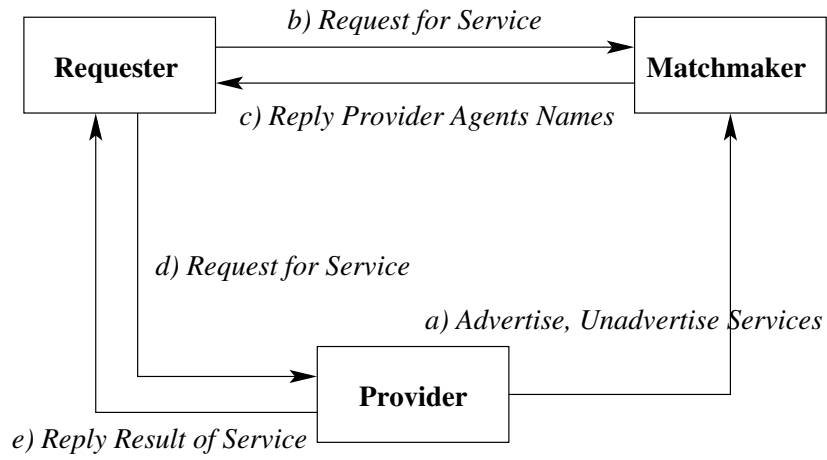 b) Request for Service
Requester
Matchmaker
c) Reply Provider Agents Names
d) Request for Service
a) Advertise, Unadvertise Services
Provider
e) Reply Result of Service